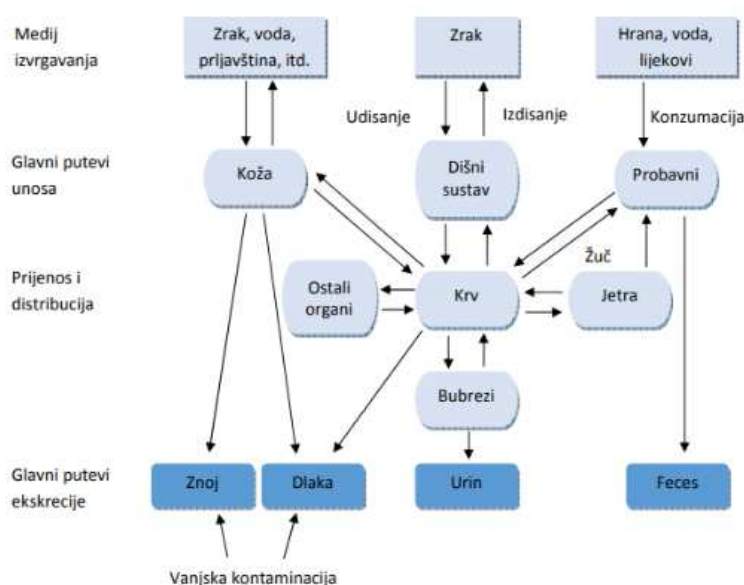 Medij
izvrgavanja
Zrak, voda,
prljavština, itd.
Zrak
Hrana, voda,
lijekovi
Udisanje
Izdisanje
Konzumacija
Glavni putevi
unosa
Koža
Dišni
sustav
Probavni
Prijenos i
distribucija
Ostali
organi
Krv
Žuč
Jetra
Bubrezi
Glavni putevi
ekskrecije
Znoj
Dlaka
Urin
Feces
Vanjska kontaminacija